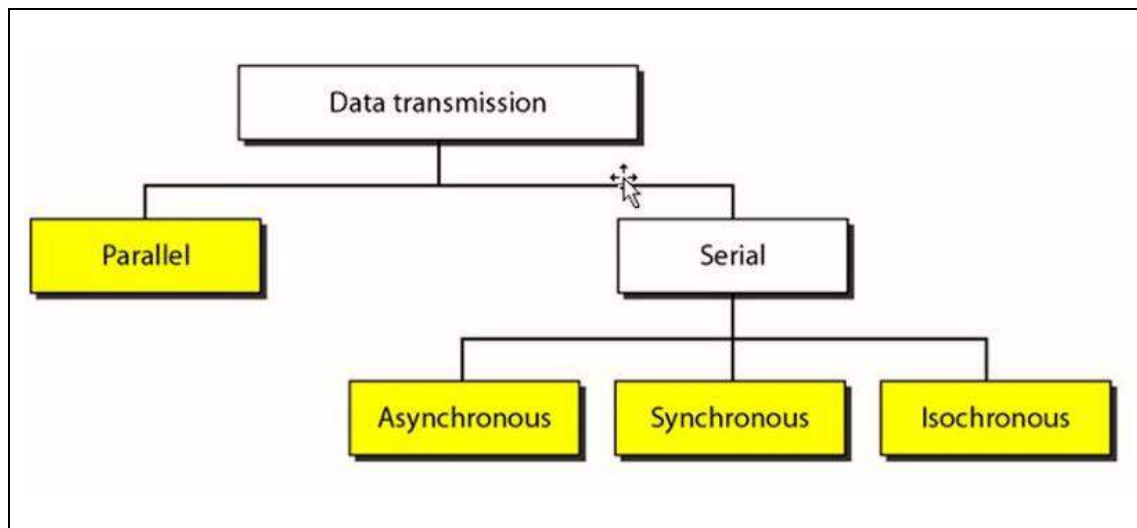 Data transmission
Parallel
Serial
Asynchronous
Synchronous
Isochronous